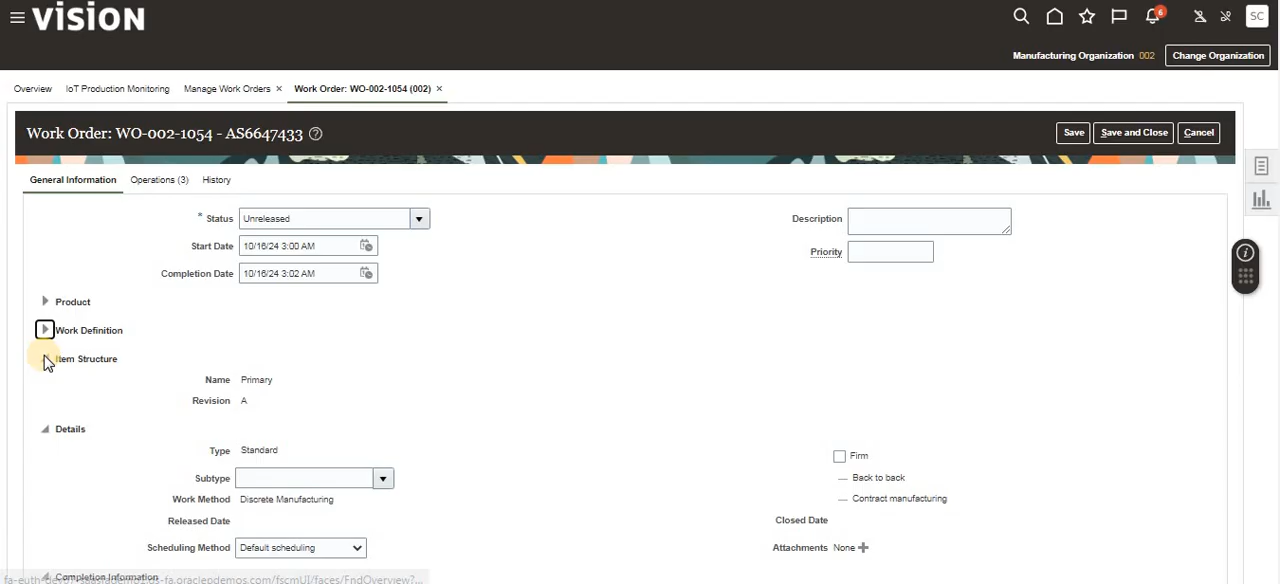 vision
6
SC
Manufacturing Organization 002 Change Organization
Overview IoT Production Monitoring Manage Work Orders × Work Order: WO-002-1054 (002) ×
Work Order: WO-002-1054 - AS6647433 ?
Save Save and Close Cancel
General Information Operations (3) History
* Status Unreleased Description
Start Date 10/16/24 3:00 AM Priority
Completion Date 10/16/24 3:02 AM
Product
Work Definition
Item Structure
Name Primary
Revision A
Details
Type Standard Firm
Subtype Back to back
Work Method Discrete Manufacturing Contract manufacturing
Released Date Closed Date
Scheduling Method Default scheduling Attachments None
Completion Information